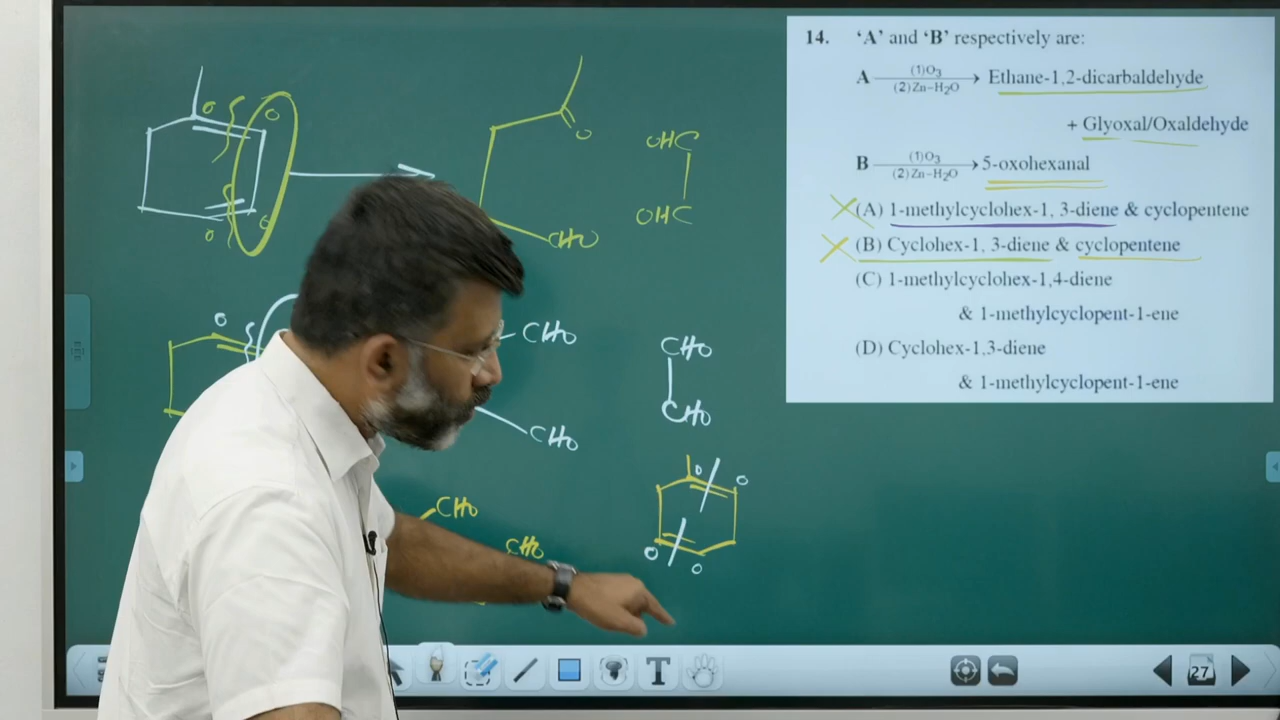 14. 'A' and 'B' respectively are:
A (1)O3 (2)Zn–H2O → Ethane-1,2-dicarbaldehyde
+ Glyoxal/Oxaldehyde
B (1)O3 (2)Zn–H2O → 5-oxohexanal
(A) 1-methylcyclohex-1, 3-diene & cyclopentene
(B) Cyclohex-1, 3-diene & cyclopentene
(C) 1-methylcyclohex-1,4-diene
& 1-methylcyclopent-1-ene
(D) Cyclohex-1,3-diene
& 1-methylcyclopent-1-ene
O
O
O
O
O
CHO
OHC
OHC
O
CHO
CHO
CHO
CHO
CHO
CHO
O
O
O
O
T
27